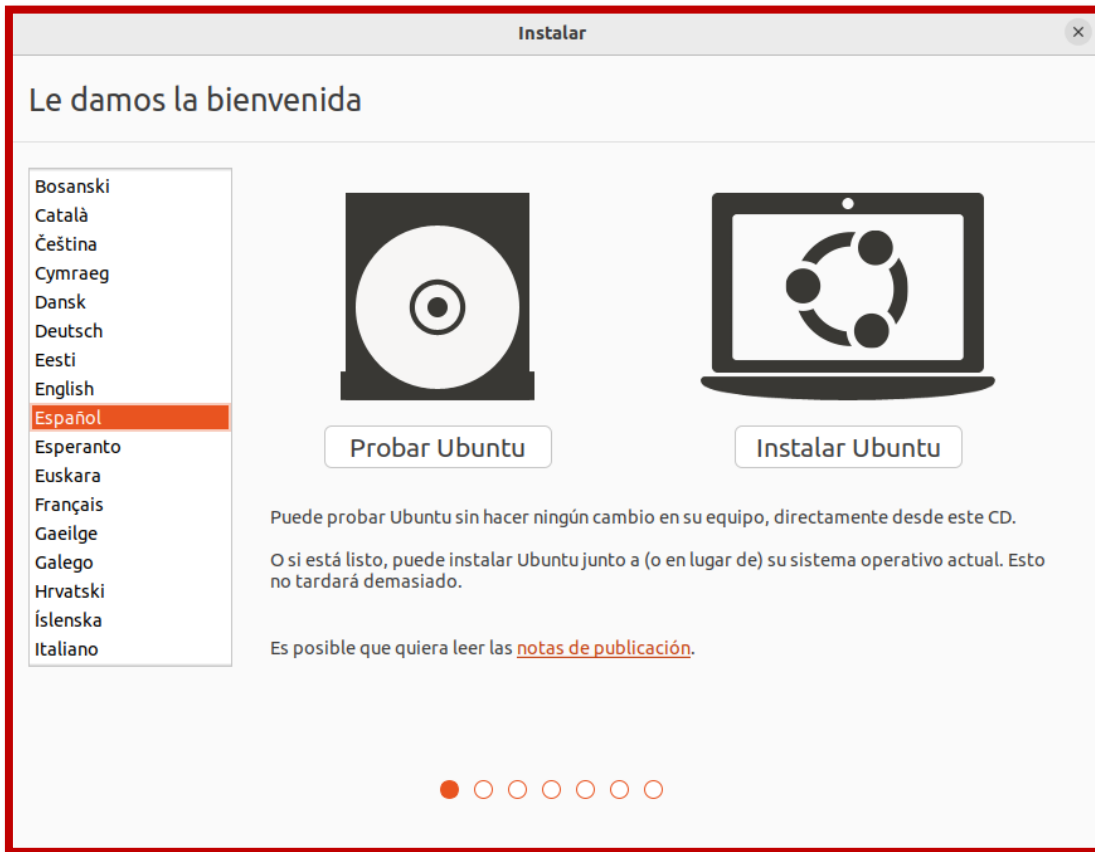 Instalar
Le damos la bienvenida
Bosanski
Català
Čeština
Cymraeg
Dansk
Deutsch
Eesti
English
Español
Esperanto
Euskara
Français
Gaeilge
Galego
Hrvatski
Íslenska
Italiano
Probar Ubuntu
Instalar Ubuntu
Puede probar Ubuntu sin hacer ningún cambio en su equipo, directamente desde este CD.
O si está listo, puede instalar Ubuntu junto a (o en lugar de) su sistema operativo actual. Esto
no tardará demasiado.
Es posible que quiera leer las notas de publicación.